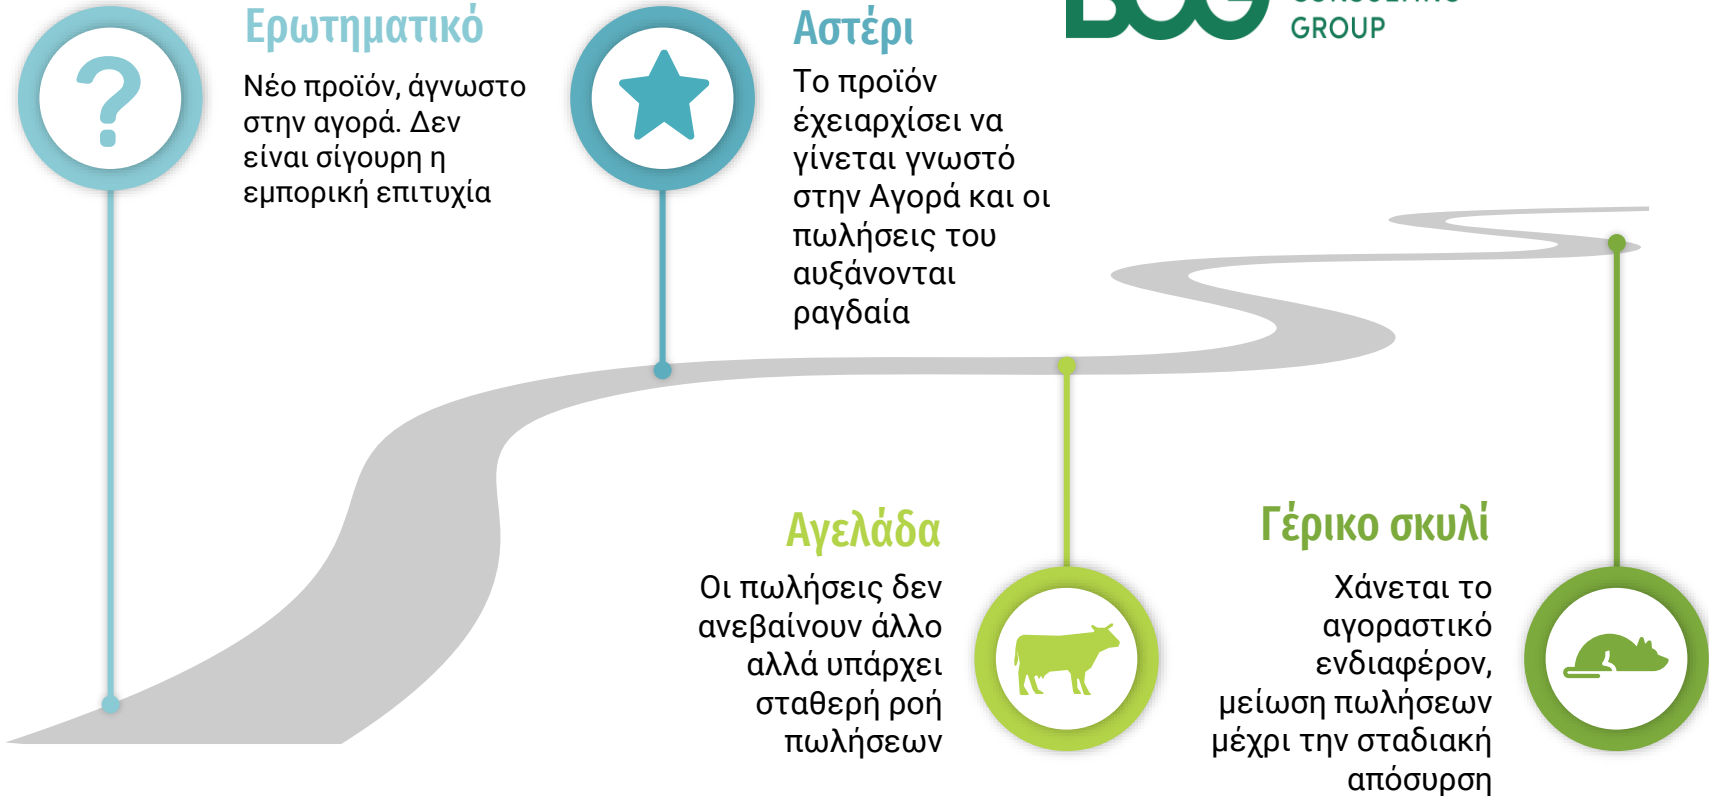 Ερωτηματικό
Νέο προϊόν, άγνωστο
στην αγορά. Δεν
είναι σίγουρη η
εμπορική επιτυχία
Αστέρι
Το προϊόν
έχειαρχίσει να
γίνεται γνωστό
στην Αγορά και οι
πωλήσεις του
αυξάνονται
ραγδαία
BCG
CONSULTING
GROUP
Αγελάδα
Οι πωλήσεις δεν
ανεβαίνουν άλλο
αλλά υπάρχει
σταθερή ροή
πωλήσεων
Γέρικο σκυλί
Χάνεται το
αγοραστικό
ενδιαφέρον,
μείωση πωλήσεων
μέχρι την σταδιακή
απόσυρση